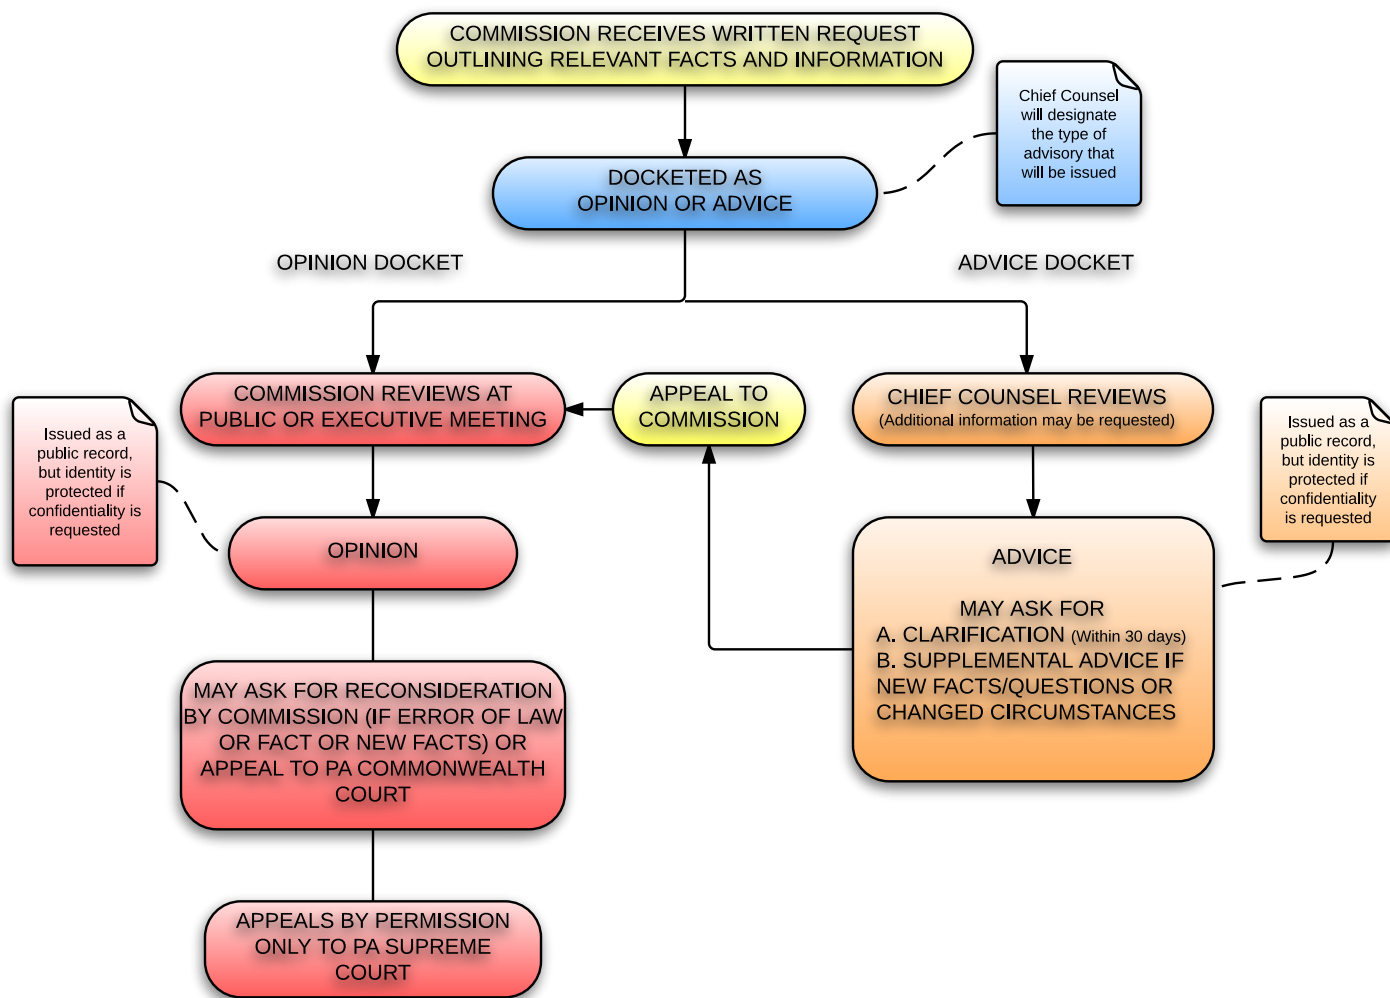 COMMISSION RECEIVES WRITTEN REQUEST
OUTLINING RELEVANT FACTS AND INFORMATION
Chief Counsel
will designate
the type of
advisory that
will be issued
DOCKETED AS
OPINION OR ADVICE
OPINION DOCKET
ADVICE DOCKET
COMMISSION REVIEWS AT
PUBLIC OR EXECUTIVE MEETING
APPEAL TO
COMMISSION
CHIEF COUNSEL REVIEWS
(Additional information may be requested)
Issued as a
public record,
but identity is
protected if
confidentiality is
requested
Issued as a
public record,
but identity is
protected if
confidentiality
is requested
OPINION
ADVICE
MAY ASK FOR
A. CLARIFICATION (Within 30 days)
B. SUPPLEMENTAL ADVICE IF
NEW FACTS/QUESTIONS OR
CHANGED CIRCUMSTANCES
MAY ASK FOR RECONSIDERATION
BY COMMISSION (IF ERROR OF LAW
OR FACT OR NEW FACTS) OR
APPEAL TO PA COMMONWEALTH
COURT
APPEALS BY PERMISSION
ONLY TO PA SUPREME
COURT